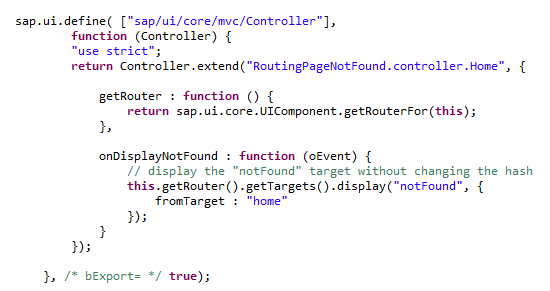 sap.ui.define( ["sap/ui/core/mvc/Controller"],
function (Controller) {
"use strict";
return Controller.extend("RoutingPageNotFound.controller.Home", {
getRouter : function () {
return sap.ui.core.UIComponent.getRouterFor(this);
},
onDisplayNotFound : function (oEvent) {
// display the "notFound" target without changing the hash
this.getRouter().getTargets().display("notFound", {
fromTarget : "home"
});
}
});
}, /* bExport= */ true);